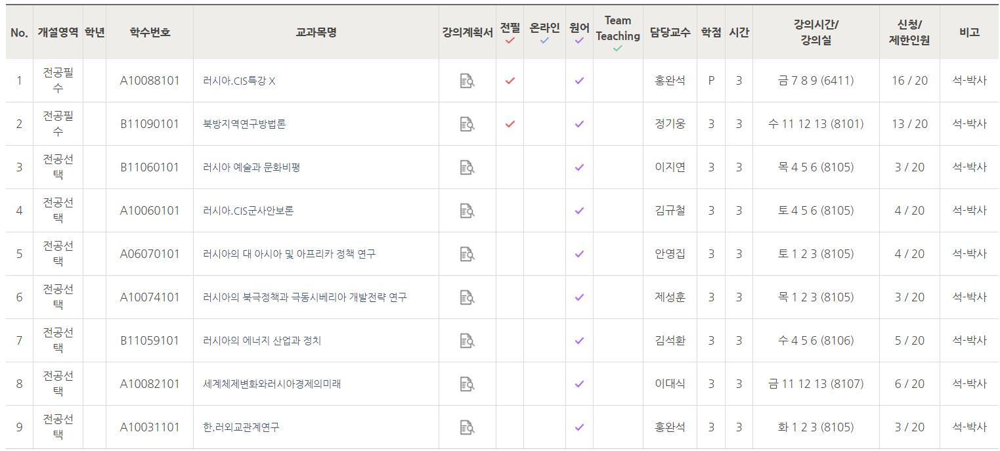 No. 개설영역 학년 학수번호 교과목명 강의계획서 전필 온라인 원어 Team Teaching 담당교수 학점 시간 강의시간/ 강의실 신청/ 제한인원 비고
1 전공필수 A10088101 러시아.CIS특강 X 홍완석 P 3 금 7 8 9 (6411) 16 / 20 석-박사
2 전공필수 B11090101 북방지역연구방법론 정기웅 3 3 수 11 12 13 (8101) 13 / 20 석-박사
3 전공선택 B11060101 러시아 예술과 문화비평 이지연 3 3 목 4 5 6 (8105) 3 / 20 석-박사
4 전공선택 A10060101 러시아.CIS군사안보론 김규철 3 3 토 4 5 6 (8105) 4 / 20 석-박사
5 전공선택 A06070101 러시아의 대 아시아 및 아프리카 정책 연구 안영집 3 3 토 1 2 3 (8105) 4 / 20 석-박사
6 전공선택 A10074101 러시아의 북극정책과 극동시베리아 개발전략 연구 제성훈 3 3 목 1 2 3 (8105) 3 / 20 석-박사
7 전공선택 B11059101 러시아의 에너지 산업과 정치 김석환 3 3 수 4 5 6 (8106) 5 / 20 석-박사
8 전공선택 A10082101 세계체제변화와러시아경제의미래 이대식 3 3 금 11 12 13 (8107) 6 / 20 석-박사
9 전공선택 A10031101 한.러외교관계연구 홍완석 3 3 화 1 2 3 (8105) 3 / 20 석-박사